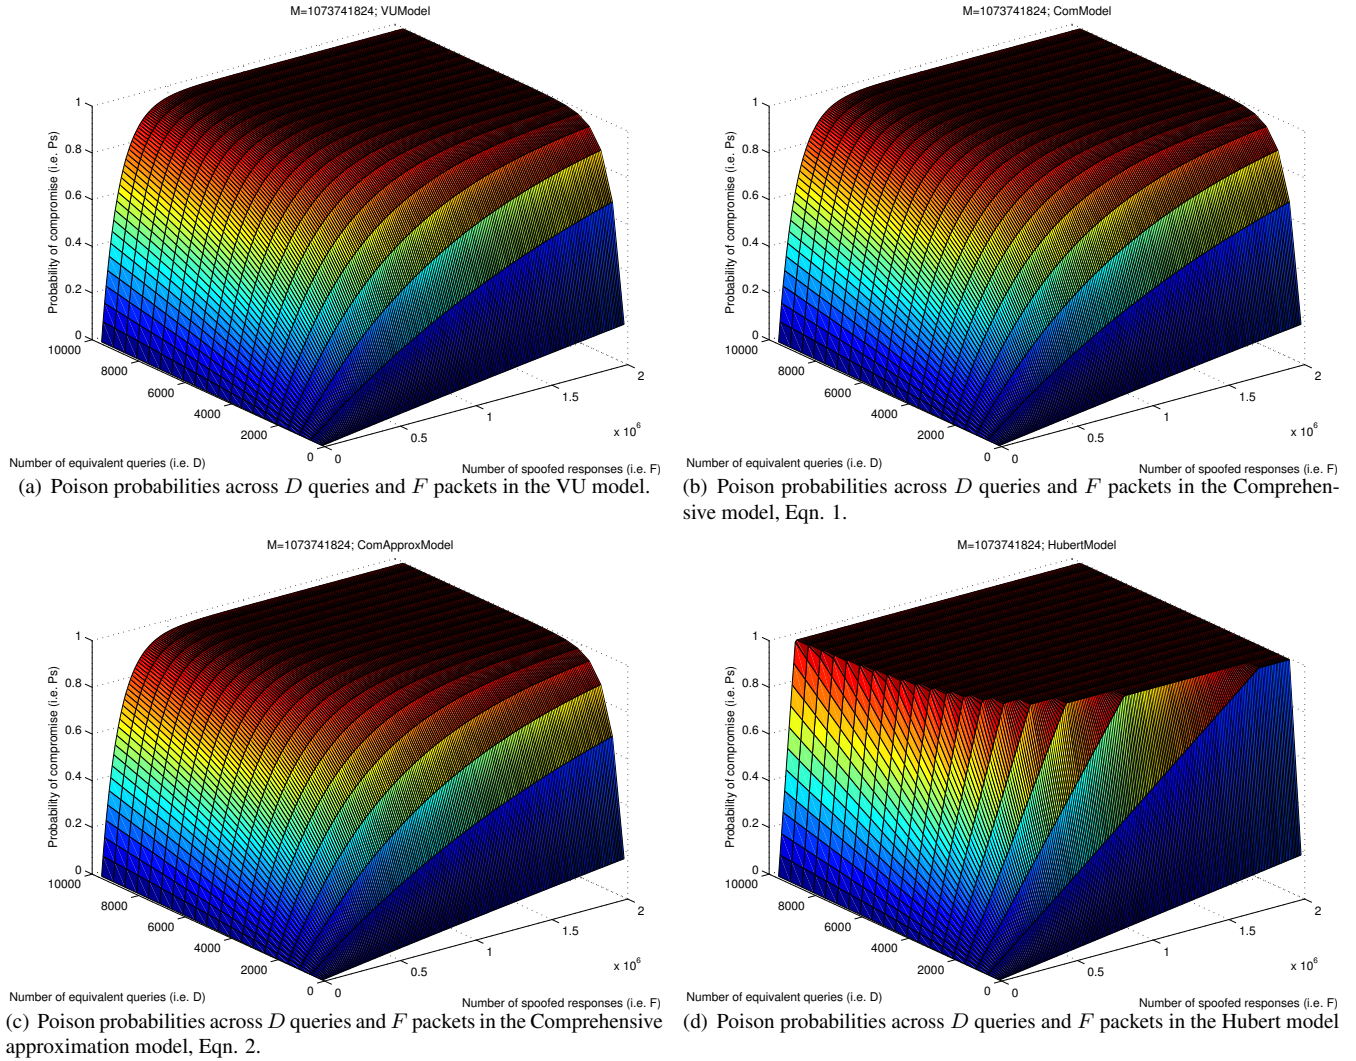 M=1073741824; VUModel
Probability of compromise (i.e. Ps)
1
0.8
0.6
0.4
0.2
0
10000
8000
6000
4000
2000
0
0
0.5
1
1.5
2
x 10^6
Number of equivalent queries (i.e. D)
Number of spoofed responses (i.e. F)
(a) Poison probabilities across D queries and F packets in the VU model.
M=1073741824; ComModel
Probability of compromise (i.e. Ps)
1
0.8
0.6
0.4
0.2
0
10000
8000
6000
4000
2000
0
0
0.5
1
1.5
2
x 10^6
Number of equivalent queries (i.e. D)
Number of spoofed responses (i.e. F)
(b) Poison probabilities across D queries and F packets in the Comprehen-
sive model, Eqn. 1.
M=1073741824; ComApproxModel
Probability of compromise (i.e. Ps)
1
0.8
0.6
0.4
0.2
0
10000
8000
6000
4000
2000
0
0
0.5
1
1.5
2
x 10^6
Number of equivalent queries (i.e. D)
Number of spoofed responses (i.e. F)
(c) Poison probabilities across D queries and F packets in the Comprehensive
approximation model, Eqn. 2.
M=1073741824; HubertModel
Probability of compromise (i.e. Ps)
1
0.8
0.6
0.4
0.2
0
10000
8000
6000
4000
2000
0
0
0.5
1
1.5
2
x 10^6
Number of equivalent queries (i.e. D)
Number of spoofed responses (i.e. F)
(d) Poison probabilities across D queries and F packets in the Hubert model